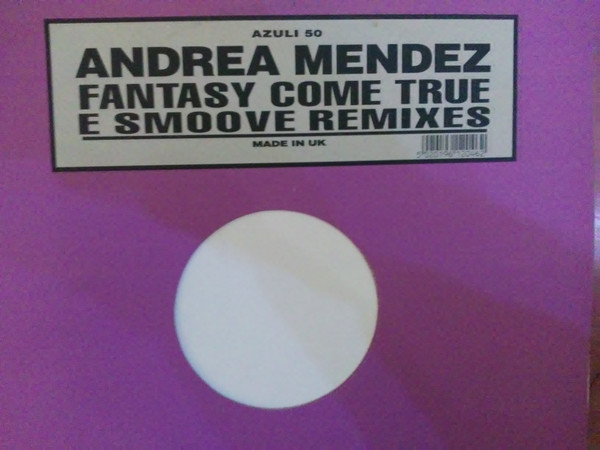 AZULI 50
ANDREA MENDEZ
FANTASY COME TRUE
E SMOOVE REMIXES
MADE IN UK